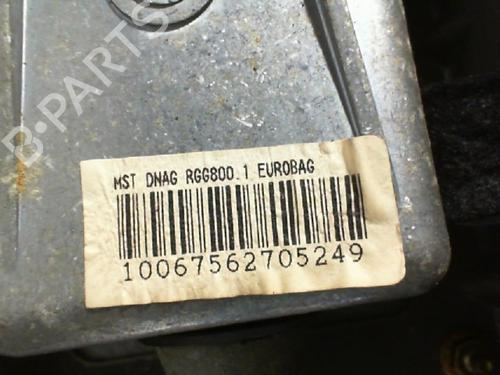 B-PARTS
MST DNAG RGG800.1 EUROBAG
10067562705249